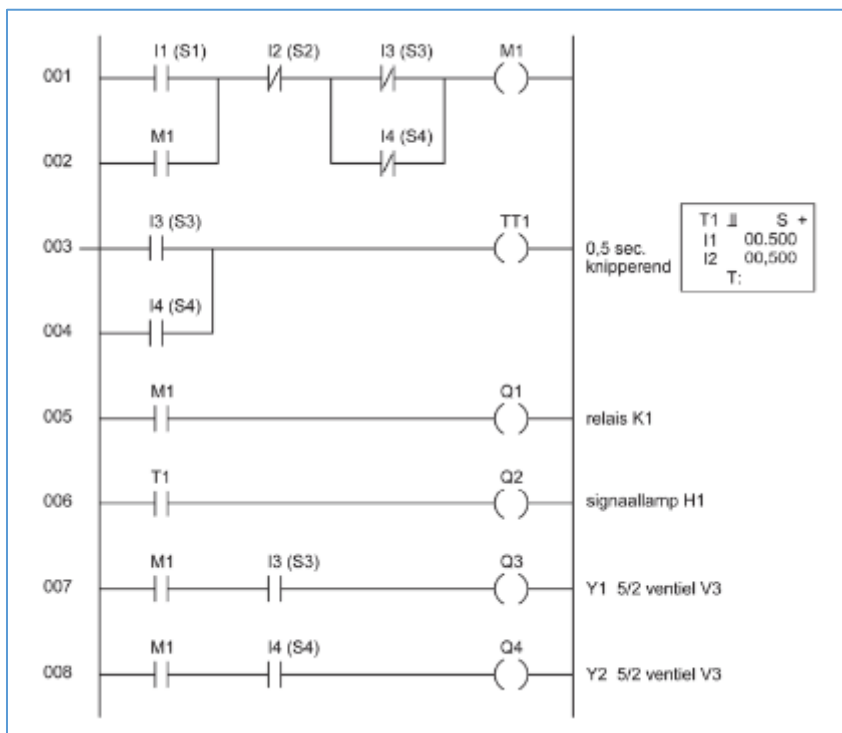 I1 (S1) I2 (S2) I3 (S3) M1
001
M1 I4 (S4)
002
I3 (S3) TT1
003
0,5 sec.
knipperend
T1 ⫫ S +
I1 00.500
I2 00,500
T:
I4 (S4)
004
M1 Q1
005 relais K1
T1 Q2
006 signaallamp H1
M1 I3 (S3) Q3
007 Y1 5/2 ventiel V3
M1 I4 (S4) Q4
008 Y2 5/2 ventiel V3